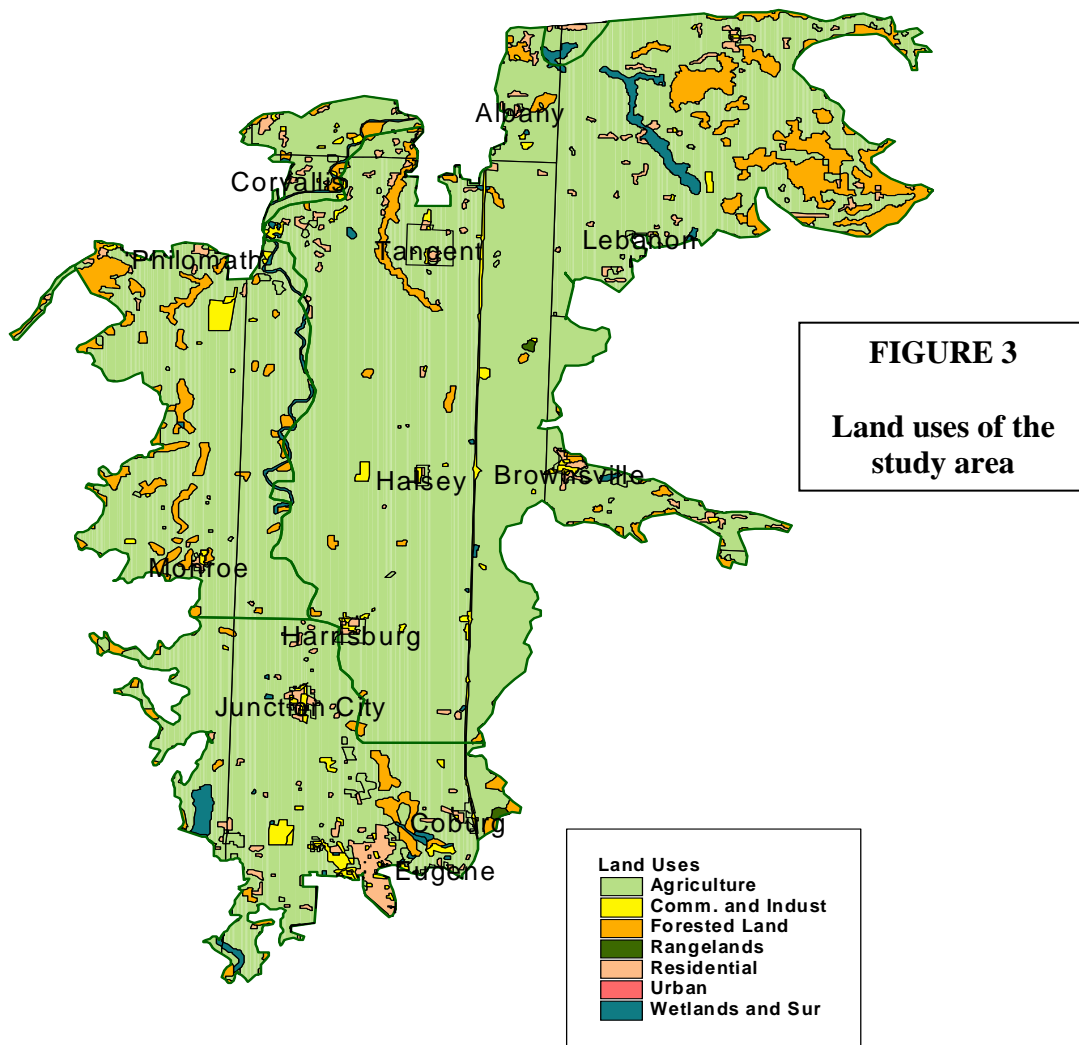 Albany
Corvallis
Tangent
Lebanon
Philomath
FIGURE 3
Land uses of the
study area
Halsey
Brownsville
Monroe
Harrisburg
Junction City
Coburg
Eugene
Land Uses
Agriculture
Comm. and Indust
Forested Land
Rangelands
Residential
Urban
Wetlands and Sur